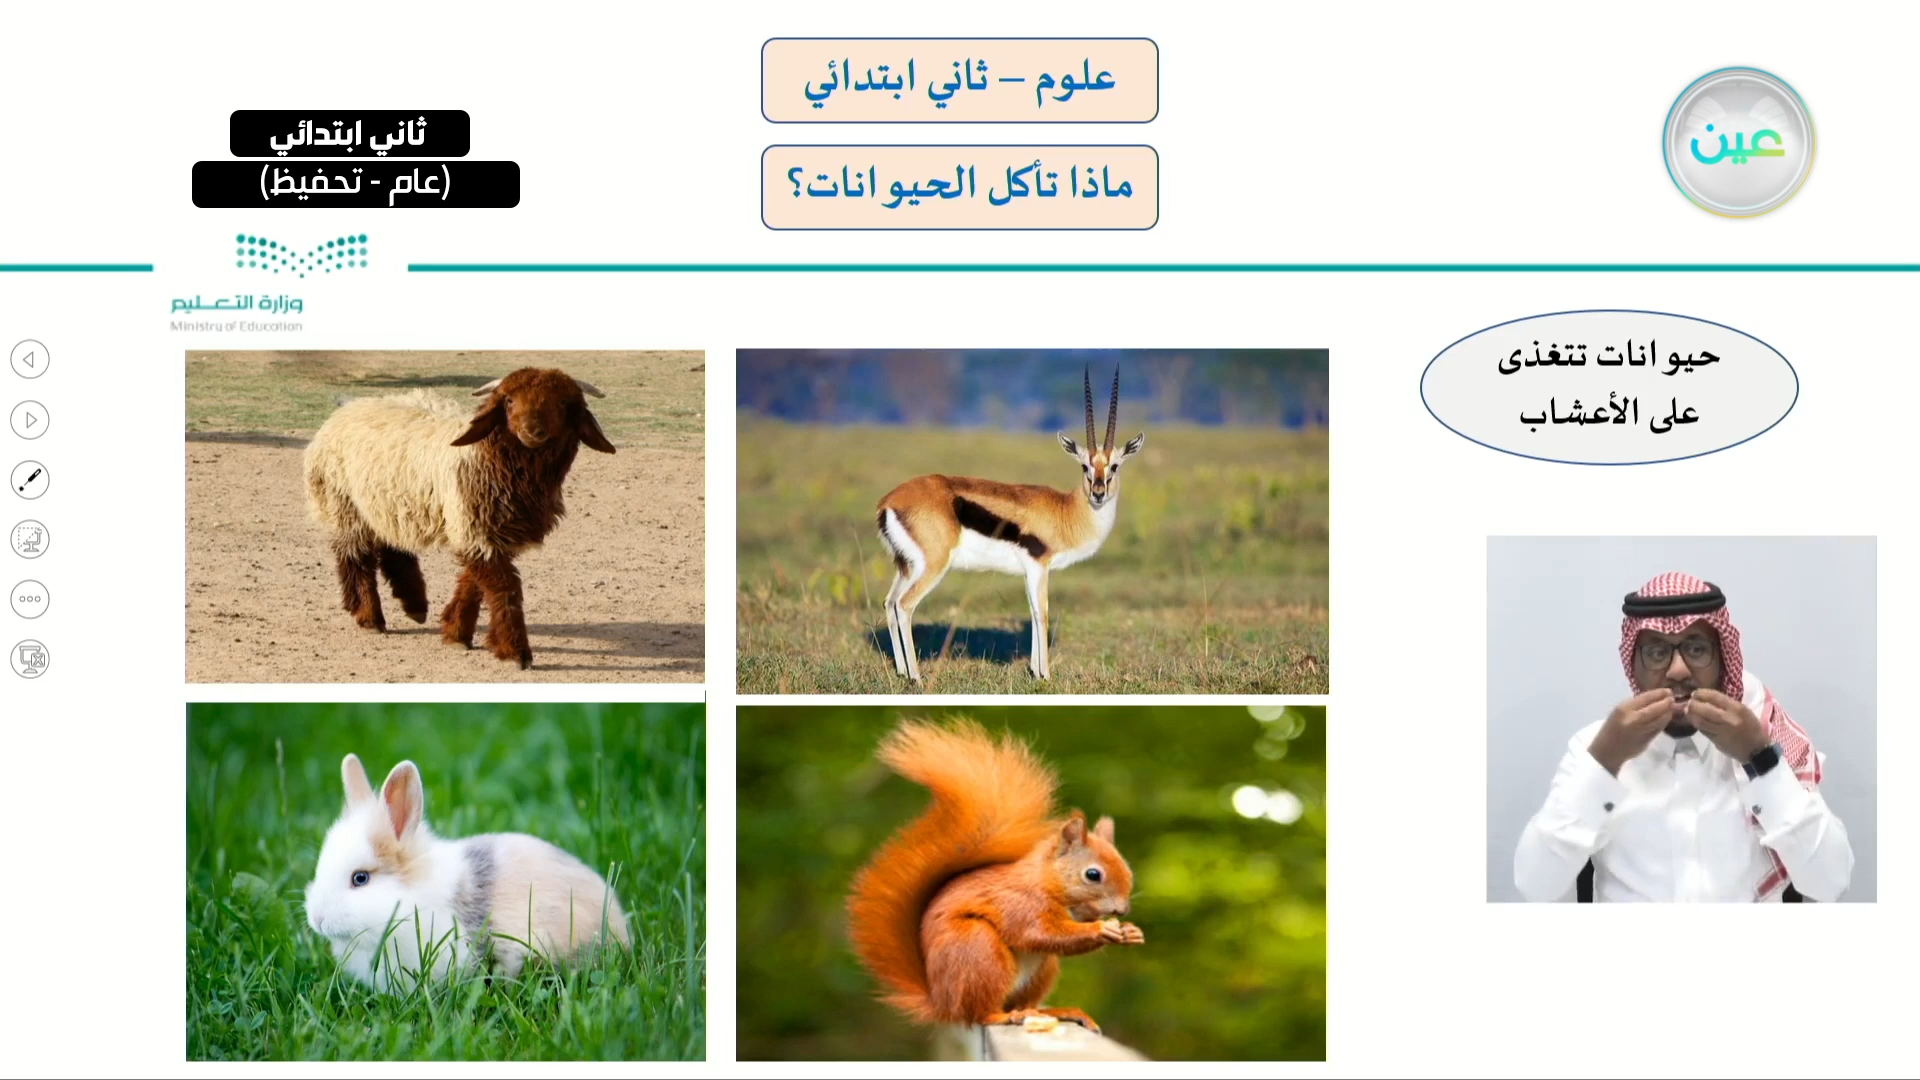 علوم – ثاني ابتدائي
ماذا تأكل الحيوانات؟
عين
ثاني ابتدائي
(عام - تحفيظ)
وزارة التعليم
Ministry of Education
حيوانات تتغذى
على الأعشاب